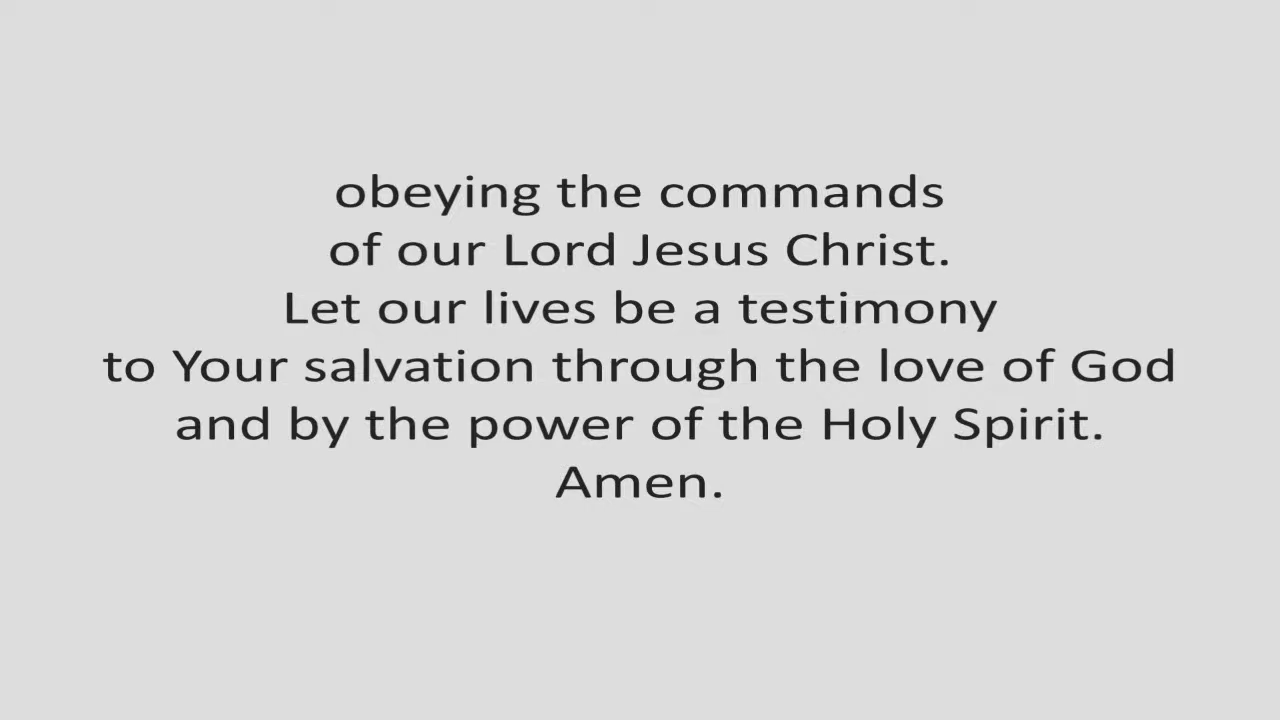 obeying the commands
of our Lord Jesus Christ.
Let our lives be a testimony
to Your salvation through the love of God
and by the power of the Holy Spirit.
Amen.